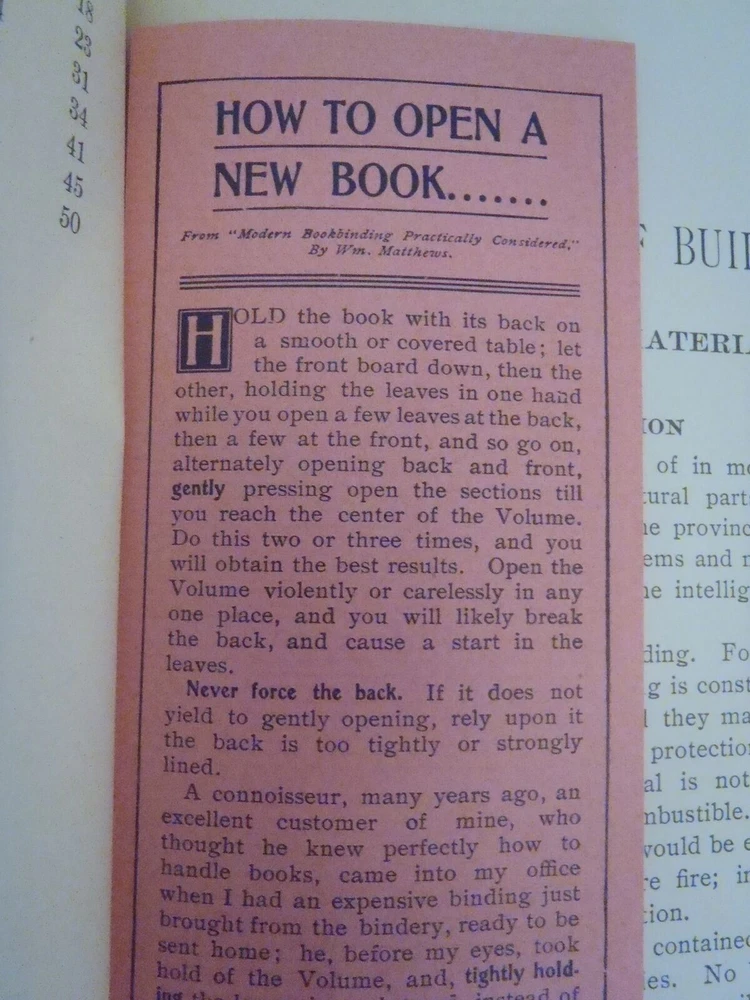 18
23
31
34
41
45
50
HOW TO OPEN A
NEW BOOK.......
From "Modern Bookbinding Practically Considered."
By Wm. Matthews.
HOLD the book with its back on
a smooth or covered table; let
the front board down, then the
other, holding the leaves in one hand
while you open a few leaves at the back,
then a few at the front, and so go on,
alternately opening back and front,
gently pressing open the sections till
you reach the center of the Volume.
Do this two or three times, and you
will obtain the best results. Open the
Volume violently or carelessly in any
one place, and you will likely break
the back, and cause a start in the
leaves.
Never force the back. If it does not
yield to gently opening, rely upon it
the back is too tightly or strongly
lined.
A connoisseur, many years ago, an
excellent customer of mine, who
thought he knew perfectly how to
handle books, came into my office
when I had an expensive binding just
brought from the bindery, ready to be
sent home; he, before my eyes, took
hold of the Volume, and, tightly hold-
ing the
instead of
BUI
ATERI
ION
of in m
tural part
e provinc
ems and
e intellig
ding. Fo
g is const
they ma
protection
al is not
mbustible.
would be e
re fire; i
tion.
contained
es. No